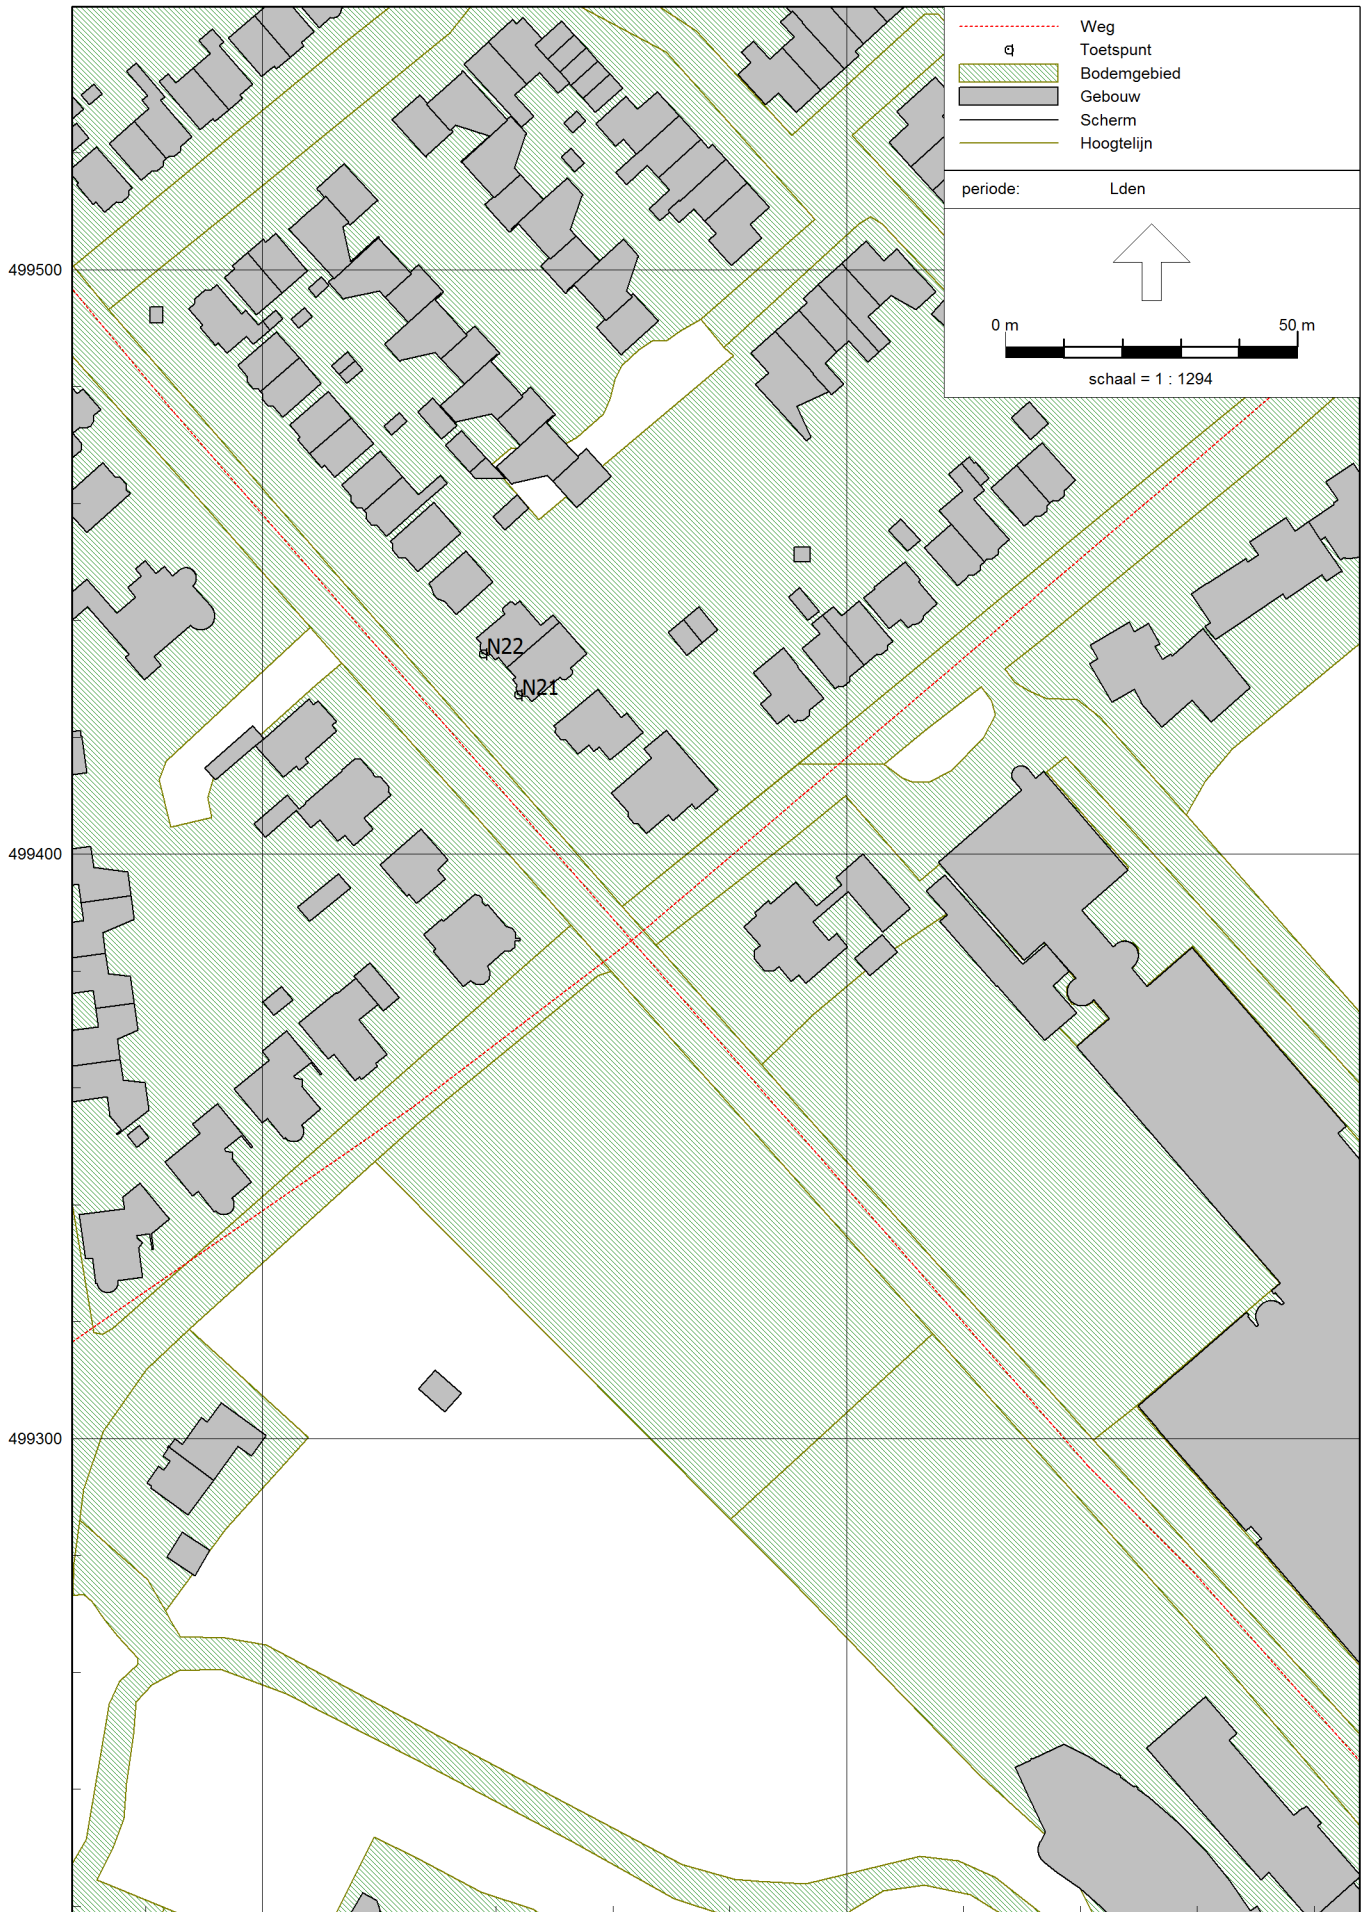 Weg
Toetspunt
Bodemgebied
Gebouw
Scherm
Hoogtelijn
periode: Lden
0 m 50 m
schaal = 1 : 1294
499500
N22
N21
499400
499300